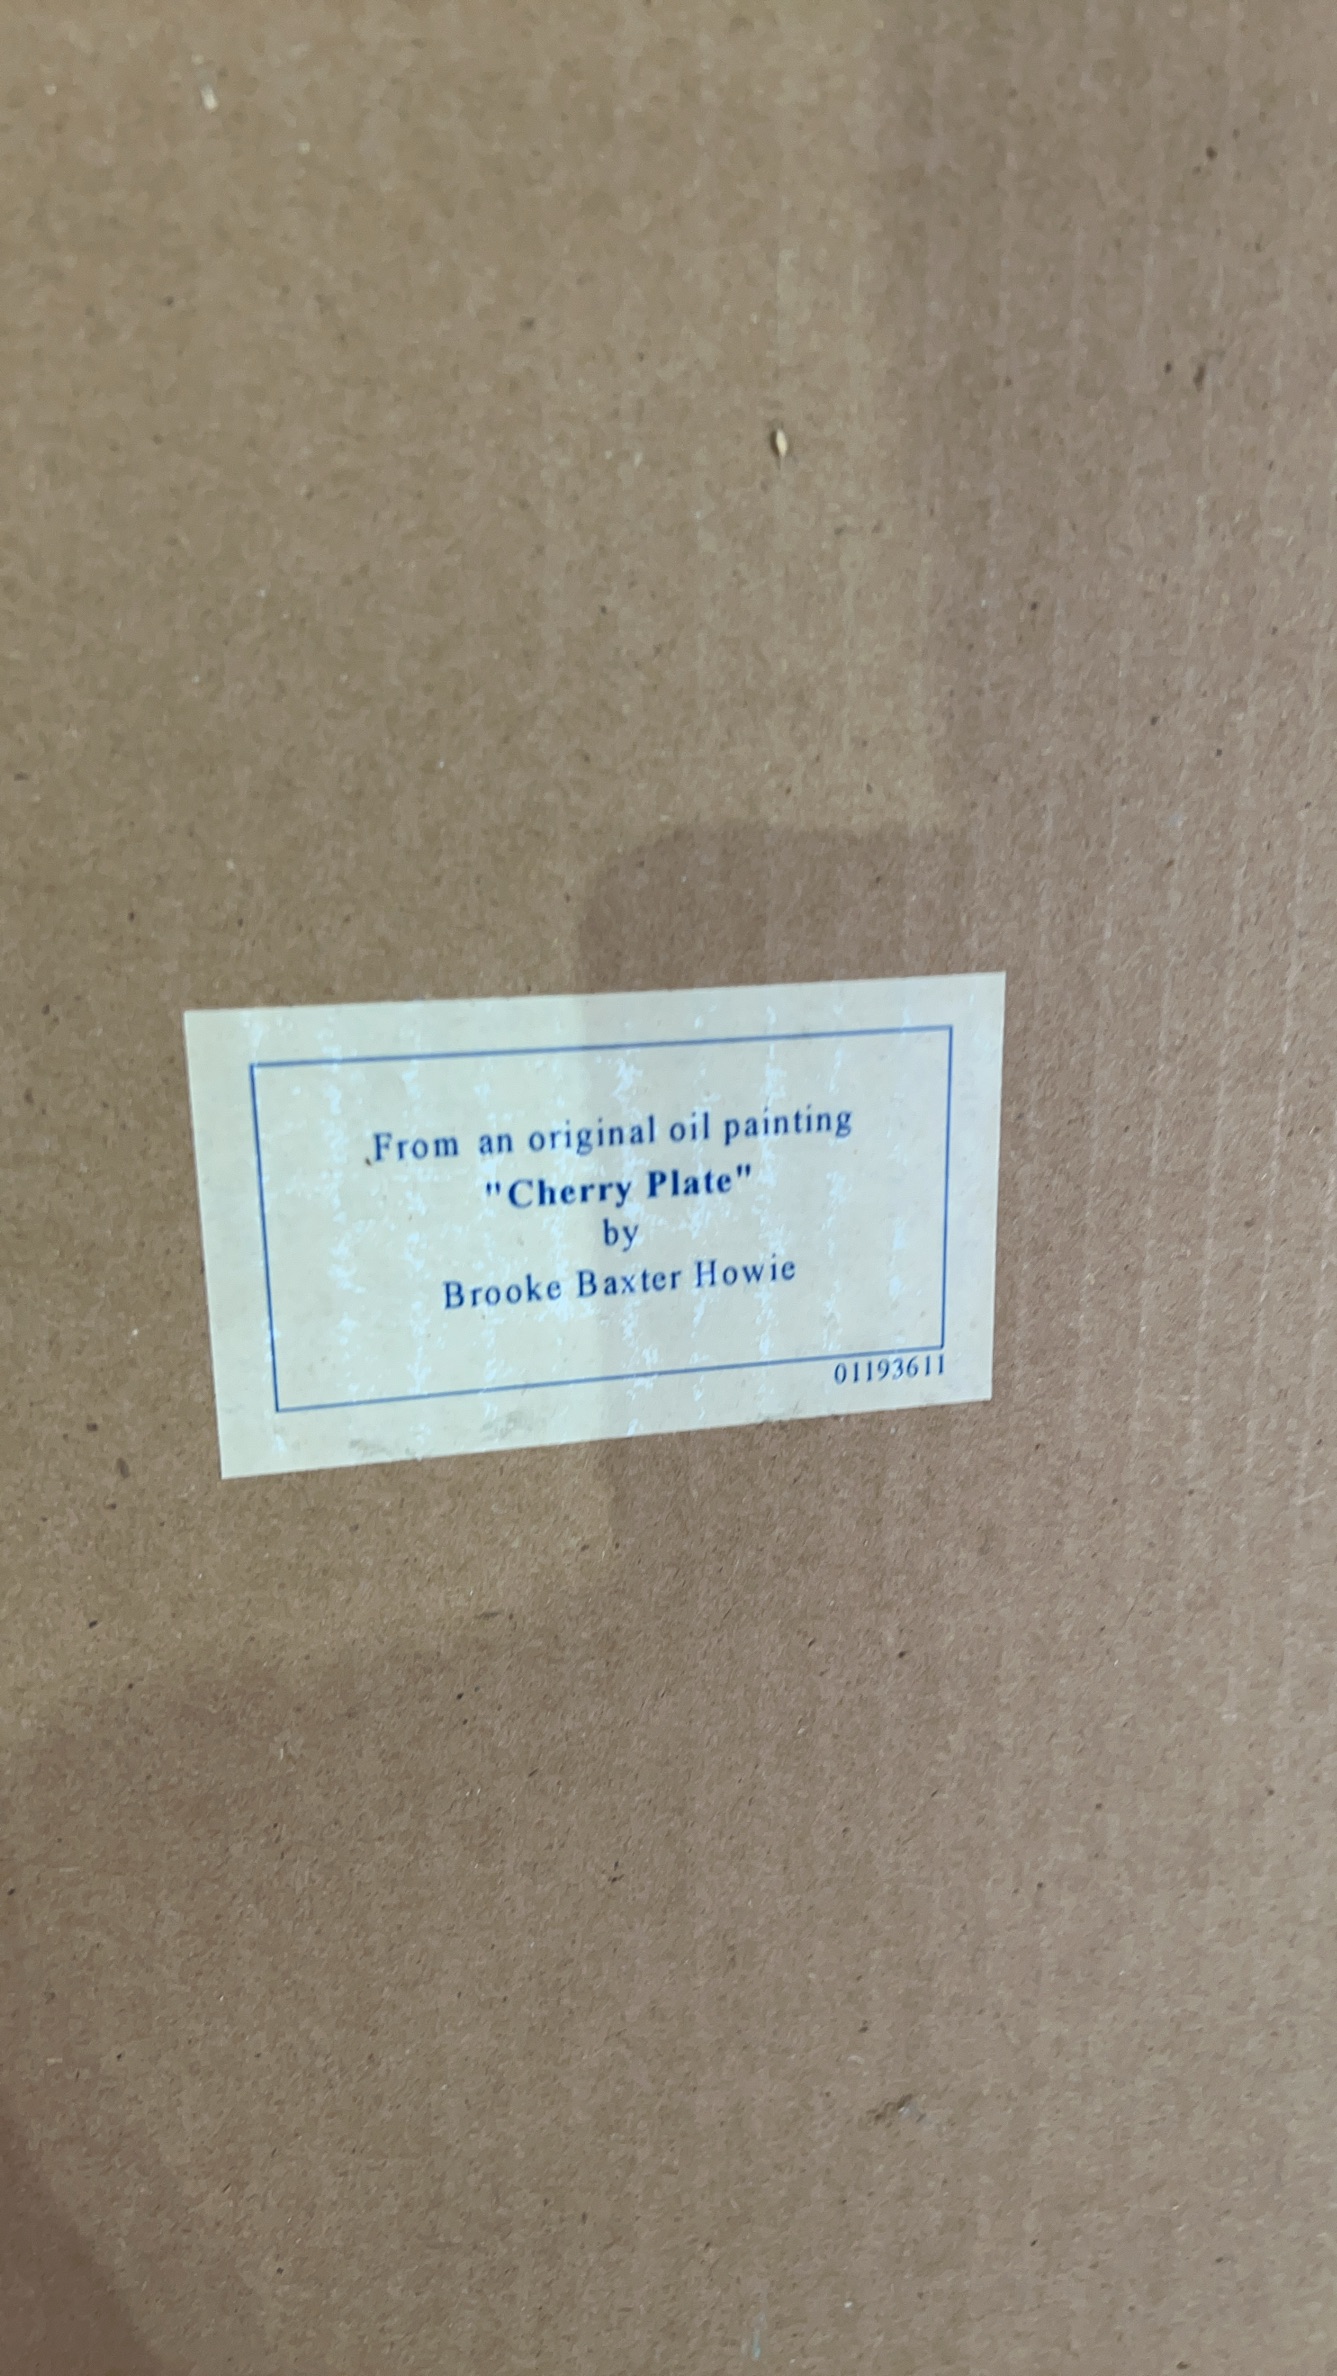 From an original oil painting
"Cherry Plate"
by
Brooke Baxter Howie
01193611